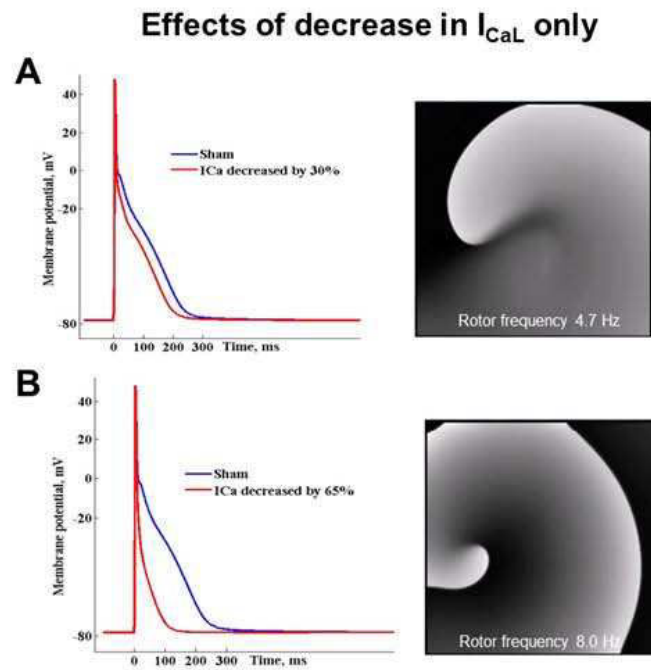 Effects of decrease in ICaL only
A
40
20
0
-20
-80
Membrane potential, mV
Sham
ICa decreased by 30%
0 100 200 300 Time, ms
Rotor frequency 4.7 Hz
B
40
20
0
-20
-80
Membrane potential, mV
Sham
ICa decreased by 65%
0 100 200 300 Time, ms
Rotor frequency 8.0 Hz